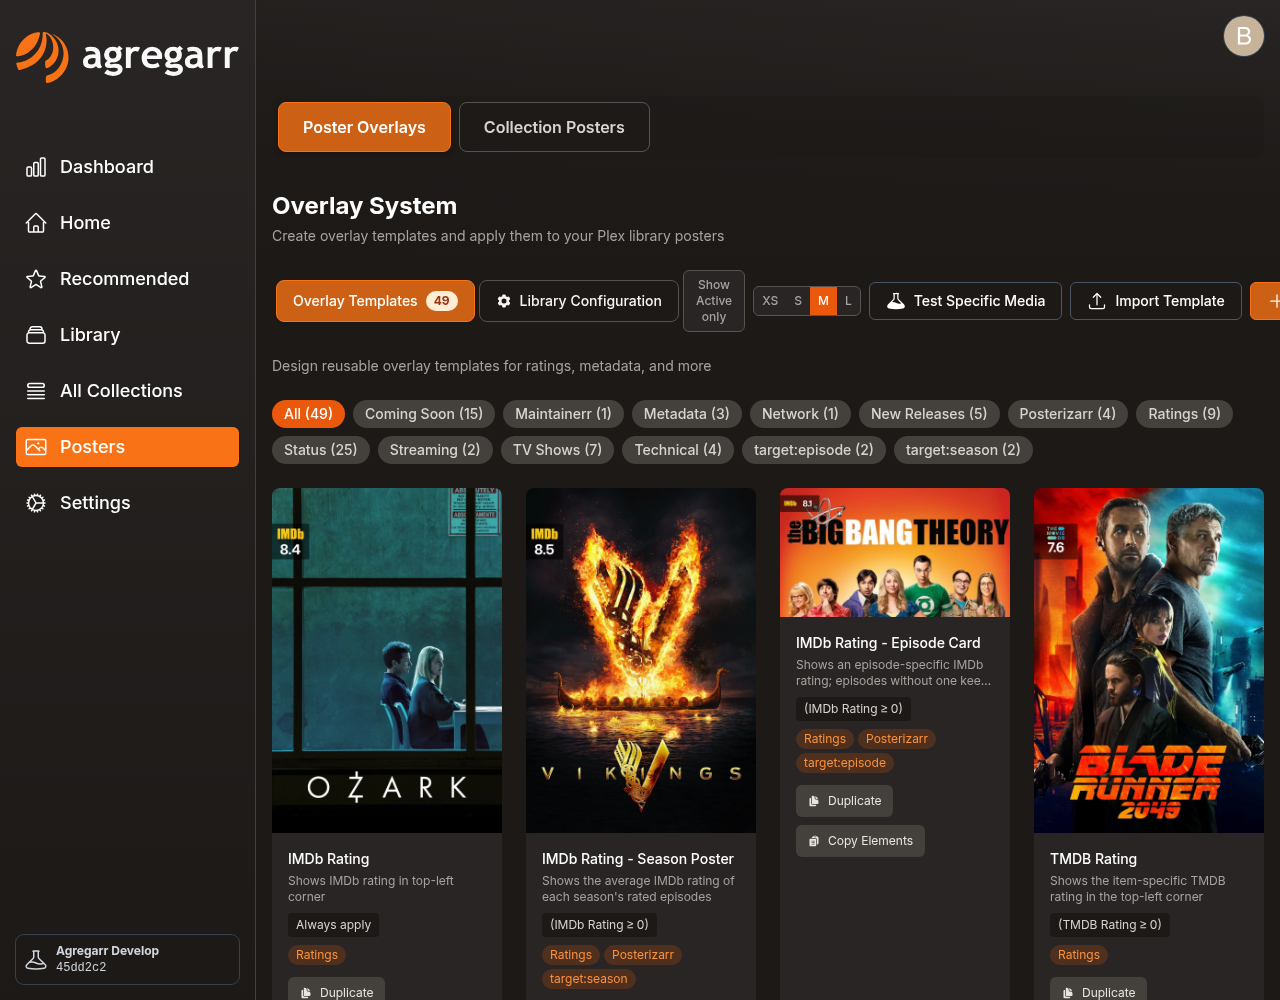 agregarr
B
Dashboard
Home
Recommended
Library
All Collections
Posters
Settings
Agregarr Develop
45dd2c2
Poster Overlays
Collection Posters
Overlay System
Create overlay templates and apply them to your Plex library posters
Overlay Templates 49
Library Configuration
Show
Active
only
XS S M L
Test Specific Media
Import Template
Design reusable overlay templates for ratings, metadata, and more
All (49) Coming Soon (15) Maintainerr (1) Metadata (3) Network (1) New Releases (5) Posterizarr (4) Ratings (9)
Status (25) Streaming (2) TV Shows (7) Technical (4) target:episode (2) target:season (2)
IMDb
8.4
OZARK
IMDb Rating
Shows IMDb rating in top-left
corner
Always apply
Ratings
Duplicate
IMDb
8.5
VIKINGS
IMDb Rating - Season Poster
Shows the average IMDb rating of
each season's rated episodes
(IMDb Rating ≥ 0)
Ratings Posterizarr
target:season
IMDb 8.1
the BIG BANG THEORY
IMDb Rating - Episode Card
Shows an episode-specific IMDb
rating; episodes without one kee...
(IMDb Rating ≥ 0)
Ratings Posterizarr
target:episode
Duplicate
Copy Elements
THE
MOVIE
DB
7.6
BLADE
RUNNER
2049
TMDB Rating
Shows the item-specific TMDB
rating in the top-left corner
(TMDB Rating ≥ 0)
Ratings
Duplicate